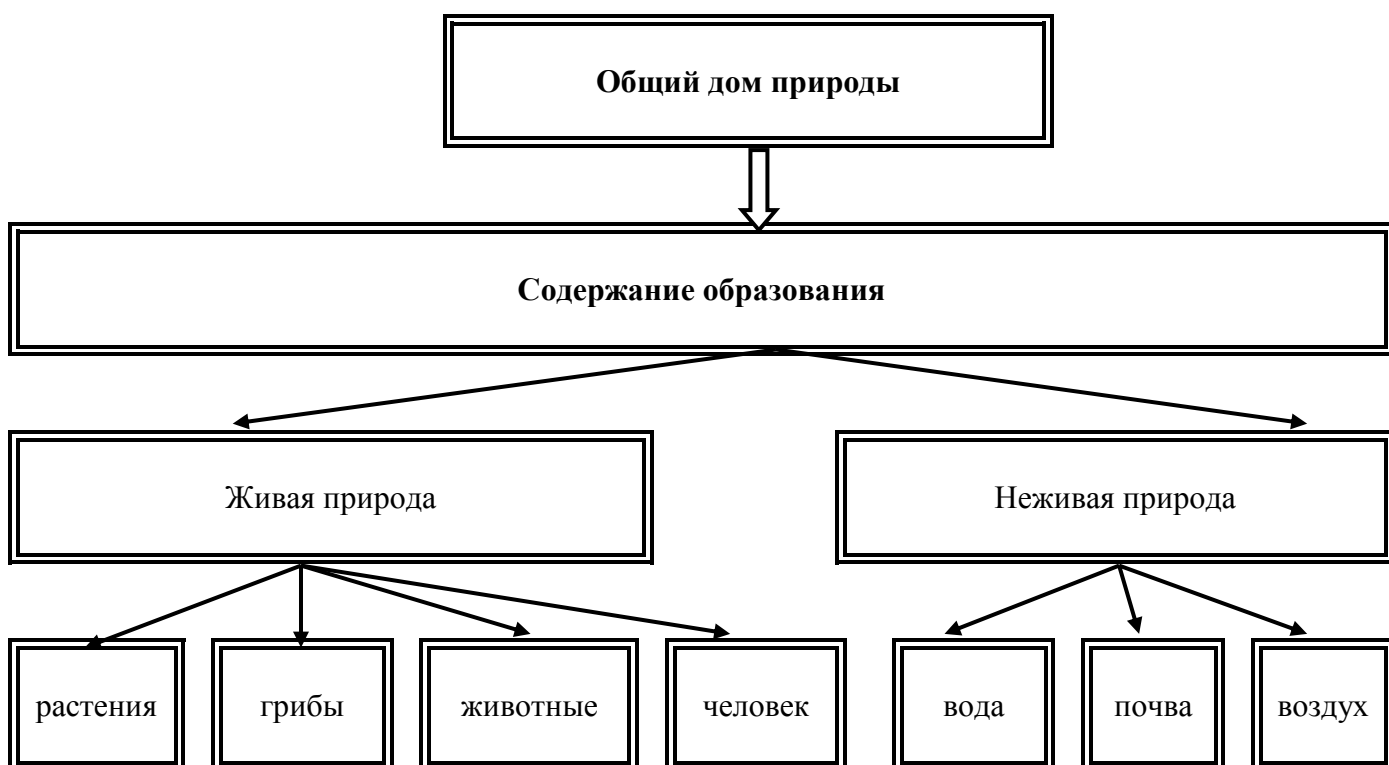 Общий дом природы
Содержание образования
Живая природа
Неживая природа
растения
грибы
животные
человек
вода
почва
воздух